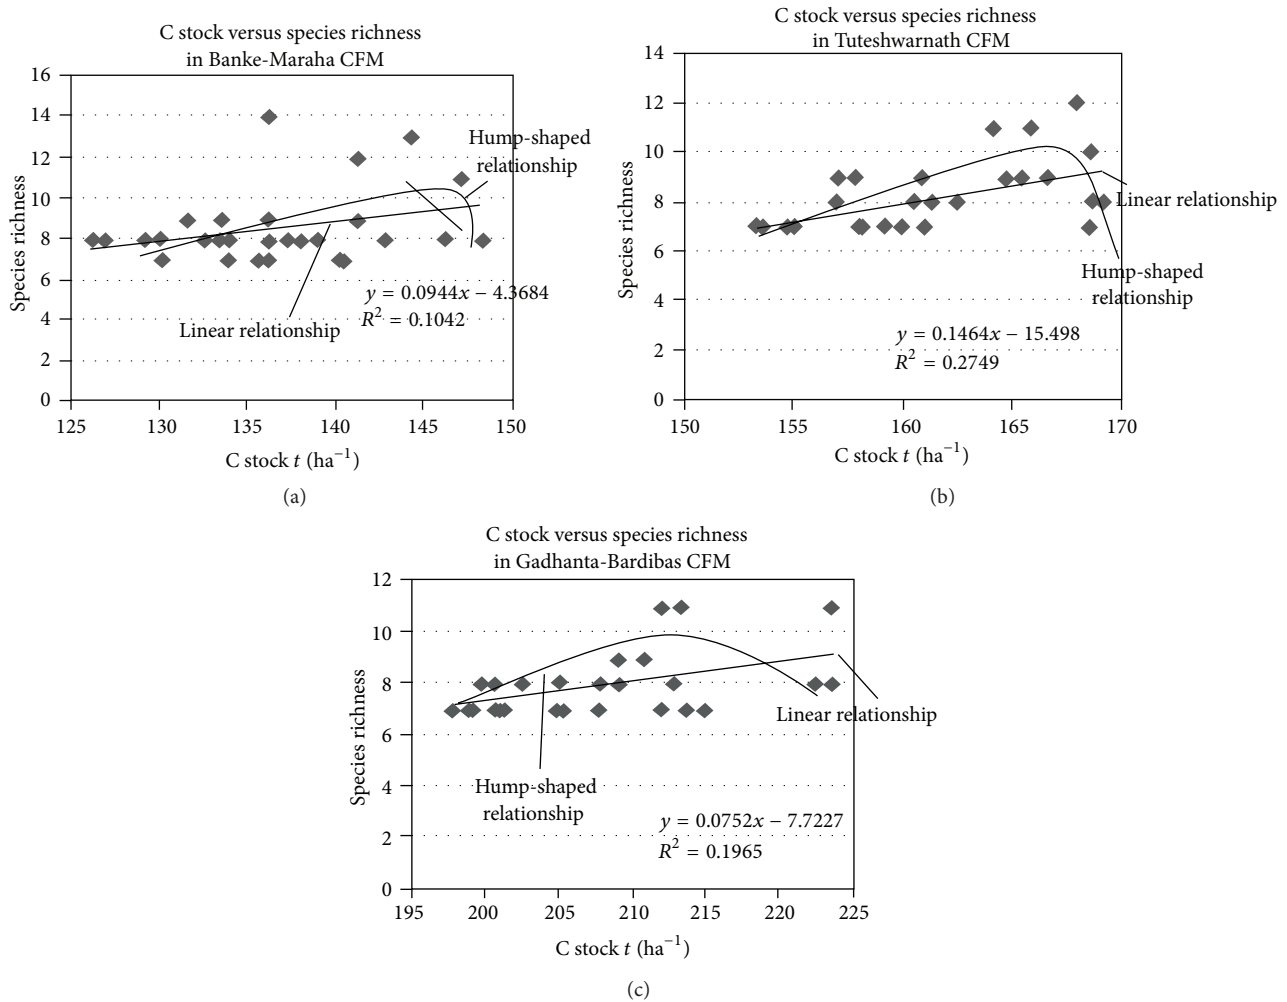 C stock versus species richness
in Banke-Maraha CFM
16
14
12
10
8
6
4
2
0
Species richness
Hump-shaped
relationship
y = 0.0944x − 4.3684
R² = 0.1042
Linear relationship
125 130 135 140 145 150
C stock t (ha⁻¹)
(a)
C stock versus species richness
in Tuteshwarnath CFM
14
12
10
8
6
4
2
0
Species richness
Linear relationship
Hump-shaped
relationship
y = 0.1464x − 15.498
R² = 0.2749
150 155 160 165 170
C stock t (ha⁻¹)
(b)
C stock versus species richness
in Gadhanta-Bardibas CFM
12
10
8
6
4
2
0
Species richness
Linear relationship
Hump-shaped
relationship
y = 0.0752x − 7.7227
R² = 0.1965
195 200 205 210 215 220 225
C stock t (ha⁻¹)
(c)